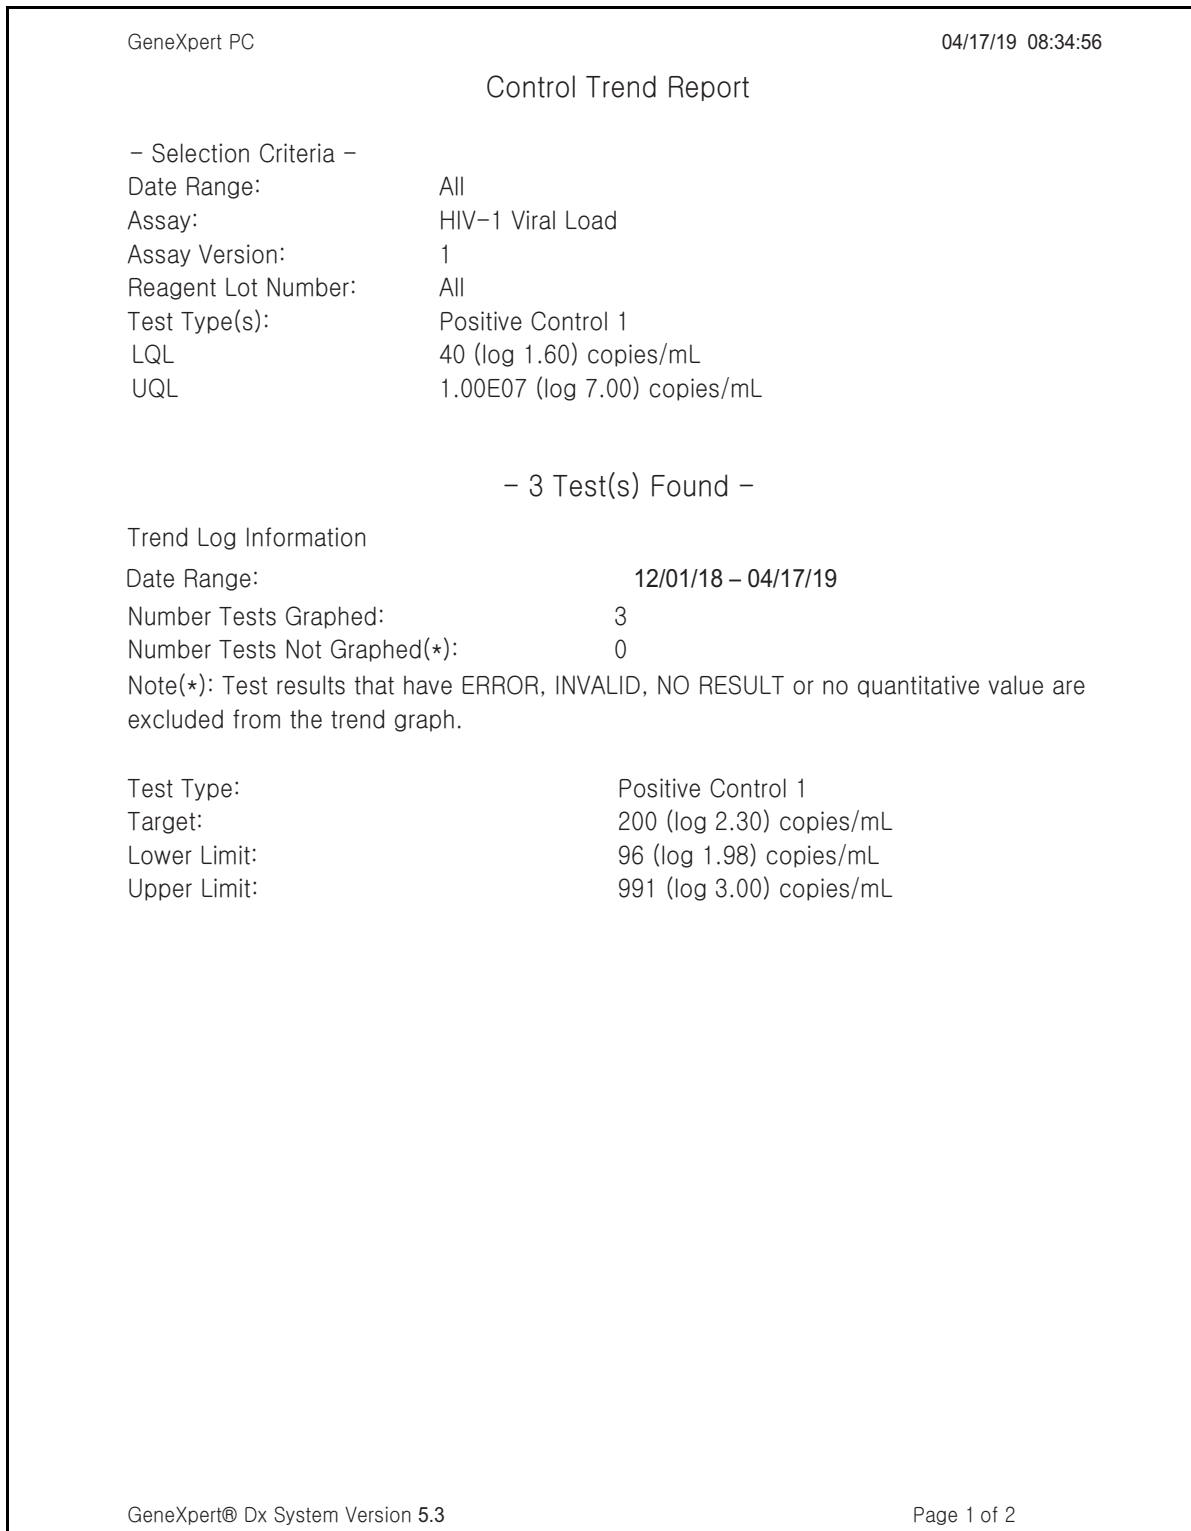 GeneXpert PC 04/17/19 08:34:56
Control Trend Report
- Selection Criteria -
Date Range: All
Assay: HIV-1 Viral Load
Assay Version: 1
Reagent Lot Number: All
Test Type(s): Positive Control 1
LQL 40 (log 1.60) copies/mL
UQL 1.00E07 (log 7.00) copies/mL
- 3 Test(s) Found -
Trend Log Information
Date Range: 12/01/18 – 04/17/19
Number Tests Graphed: 3
Number Tests Not Graphed(*): 0
Note(*): Test results that have ERROR, INVALID, NO RESULT or no quantitative value are
excluded from the trend graph.
Test Type: Positive Control 1
Target: 200 (log 2.30) copies/mL
Lower Limit: 96 (log 1.98) copies/mL
Upper Limit: 991 (log 3.00) copies/mL
GeneXpert® Dx System Version 5.3 Page 1 of 2